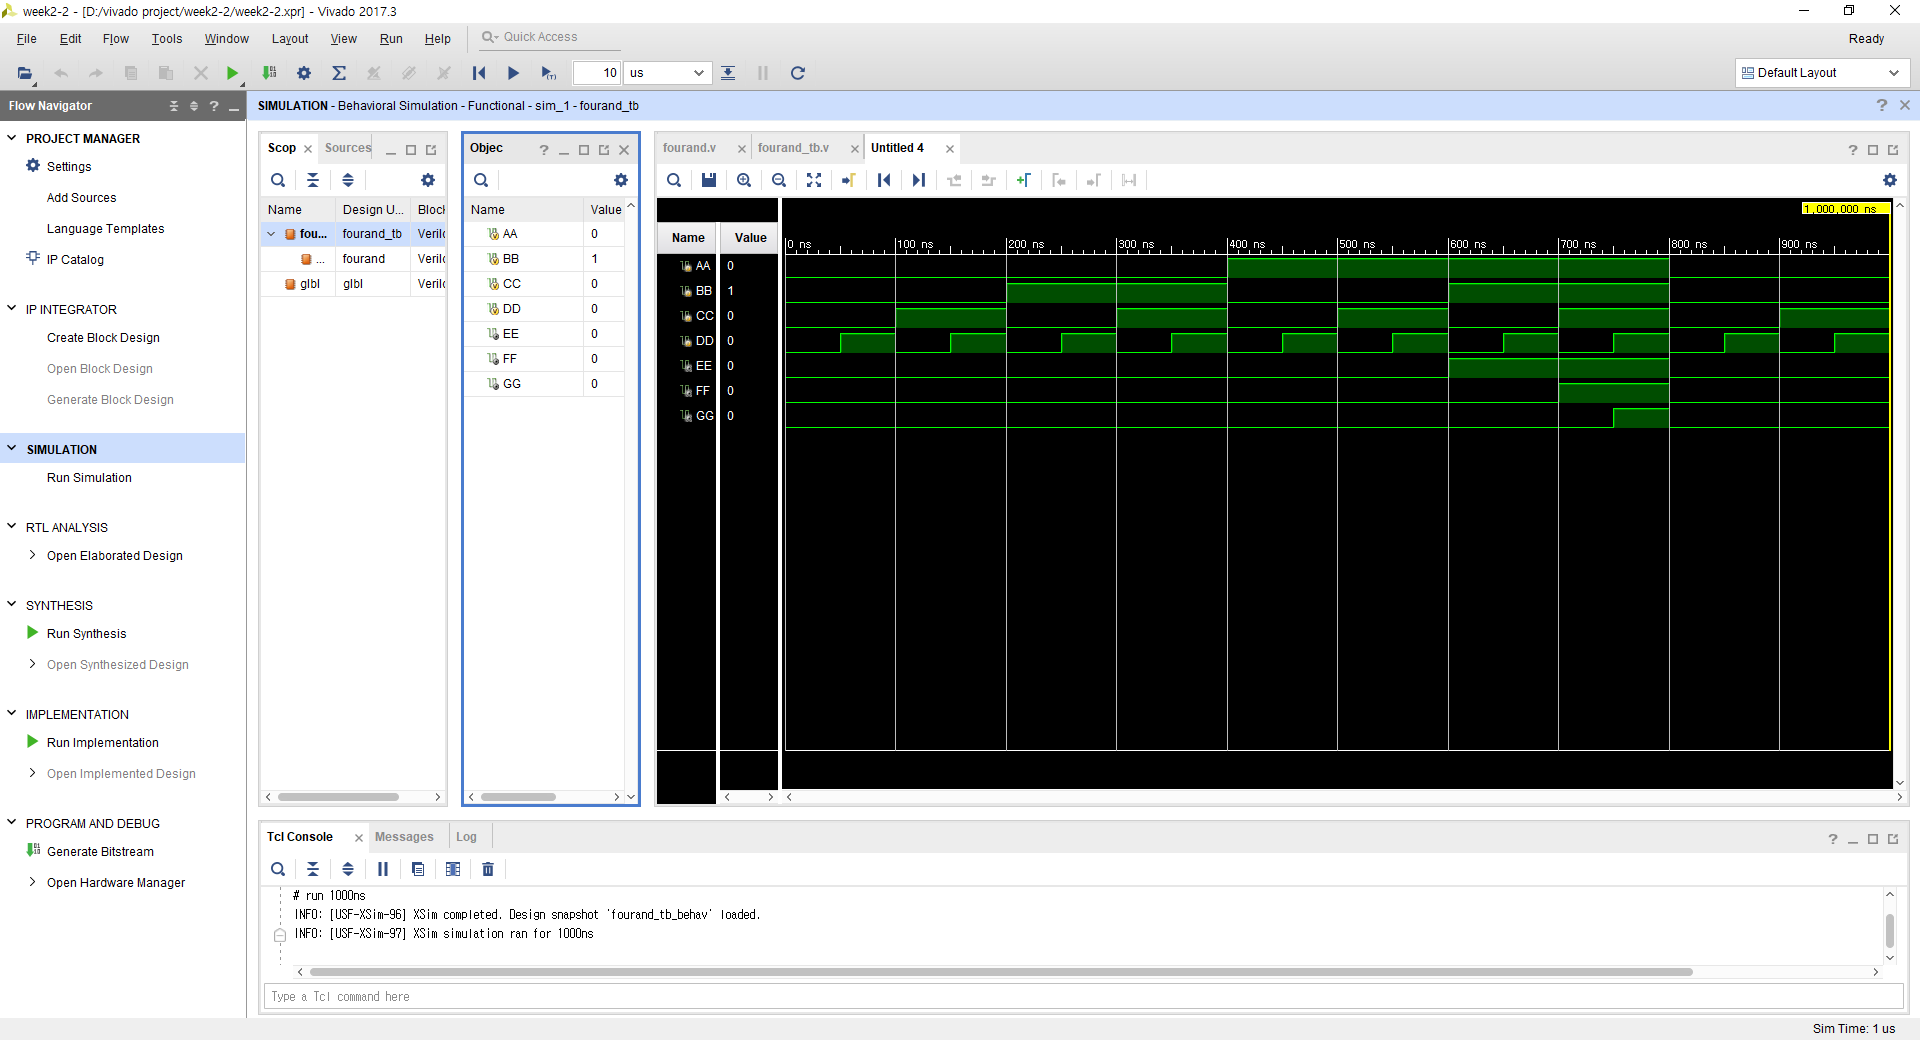 week2-2 - [D:/vivado project/week2-2/week2-2.xpr] - Vivado 2017.3
File Edit Flow Tools Window Layout View Run Help Quick Access Ready
10 us Default Layout
Flow Navigator
PROJECT MANAGER
Settings
Add Sources
Language Templates
IP Catalog
IP INTEGRATOR
Create Block Design
Open Block Design
Generate Block Design
SIMULATION
Run Simulation
RTL ANALYSIS
Open Elaborated Design
SYNTHESIS
Run Synthesis
Open Synthesized Design
IMPLEMENTATION
Run Implementation
Open Implemented Design
PROGRAM AND DEBUG
Generate Bitstream
Open Hardware Manager
SIMULATION - Behavioral Simulation - Functional - sim_1 - fourand_tb
Scop Sources
Name Design U... Block
fou... fourand_tb Verilo
... fourand Verilo
glbl glbl Verilo
Objec
Name Value
AA 0
BB 1
CC 0
DD 0
EE 0
FF 0
GG 0
fourand.v fourand_tb.v Untitled 4
1,000,000 ns
Name Value
0 ns 100 ns 200 ns 300 ns 400 ns 500 ns 600 ns 700 ns 800 ns 900 ns
AA 0
BB 1
CC 0
DD 0
EE 0
FF 0
GG 0
Tcl Console Messages Log
# run 1000ns
INFO: [USF-XSim-96] XSim completed. Design snapshot 'fourand_tb_behav' loaded.
INFO: [USF-XSim-97] XSim simulation ran for 1000ns
Type a Tcl command here
Sim Time: 1 us